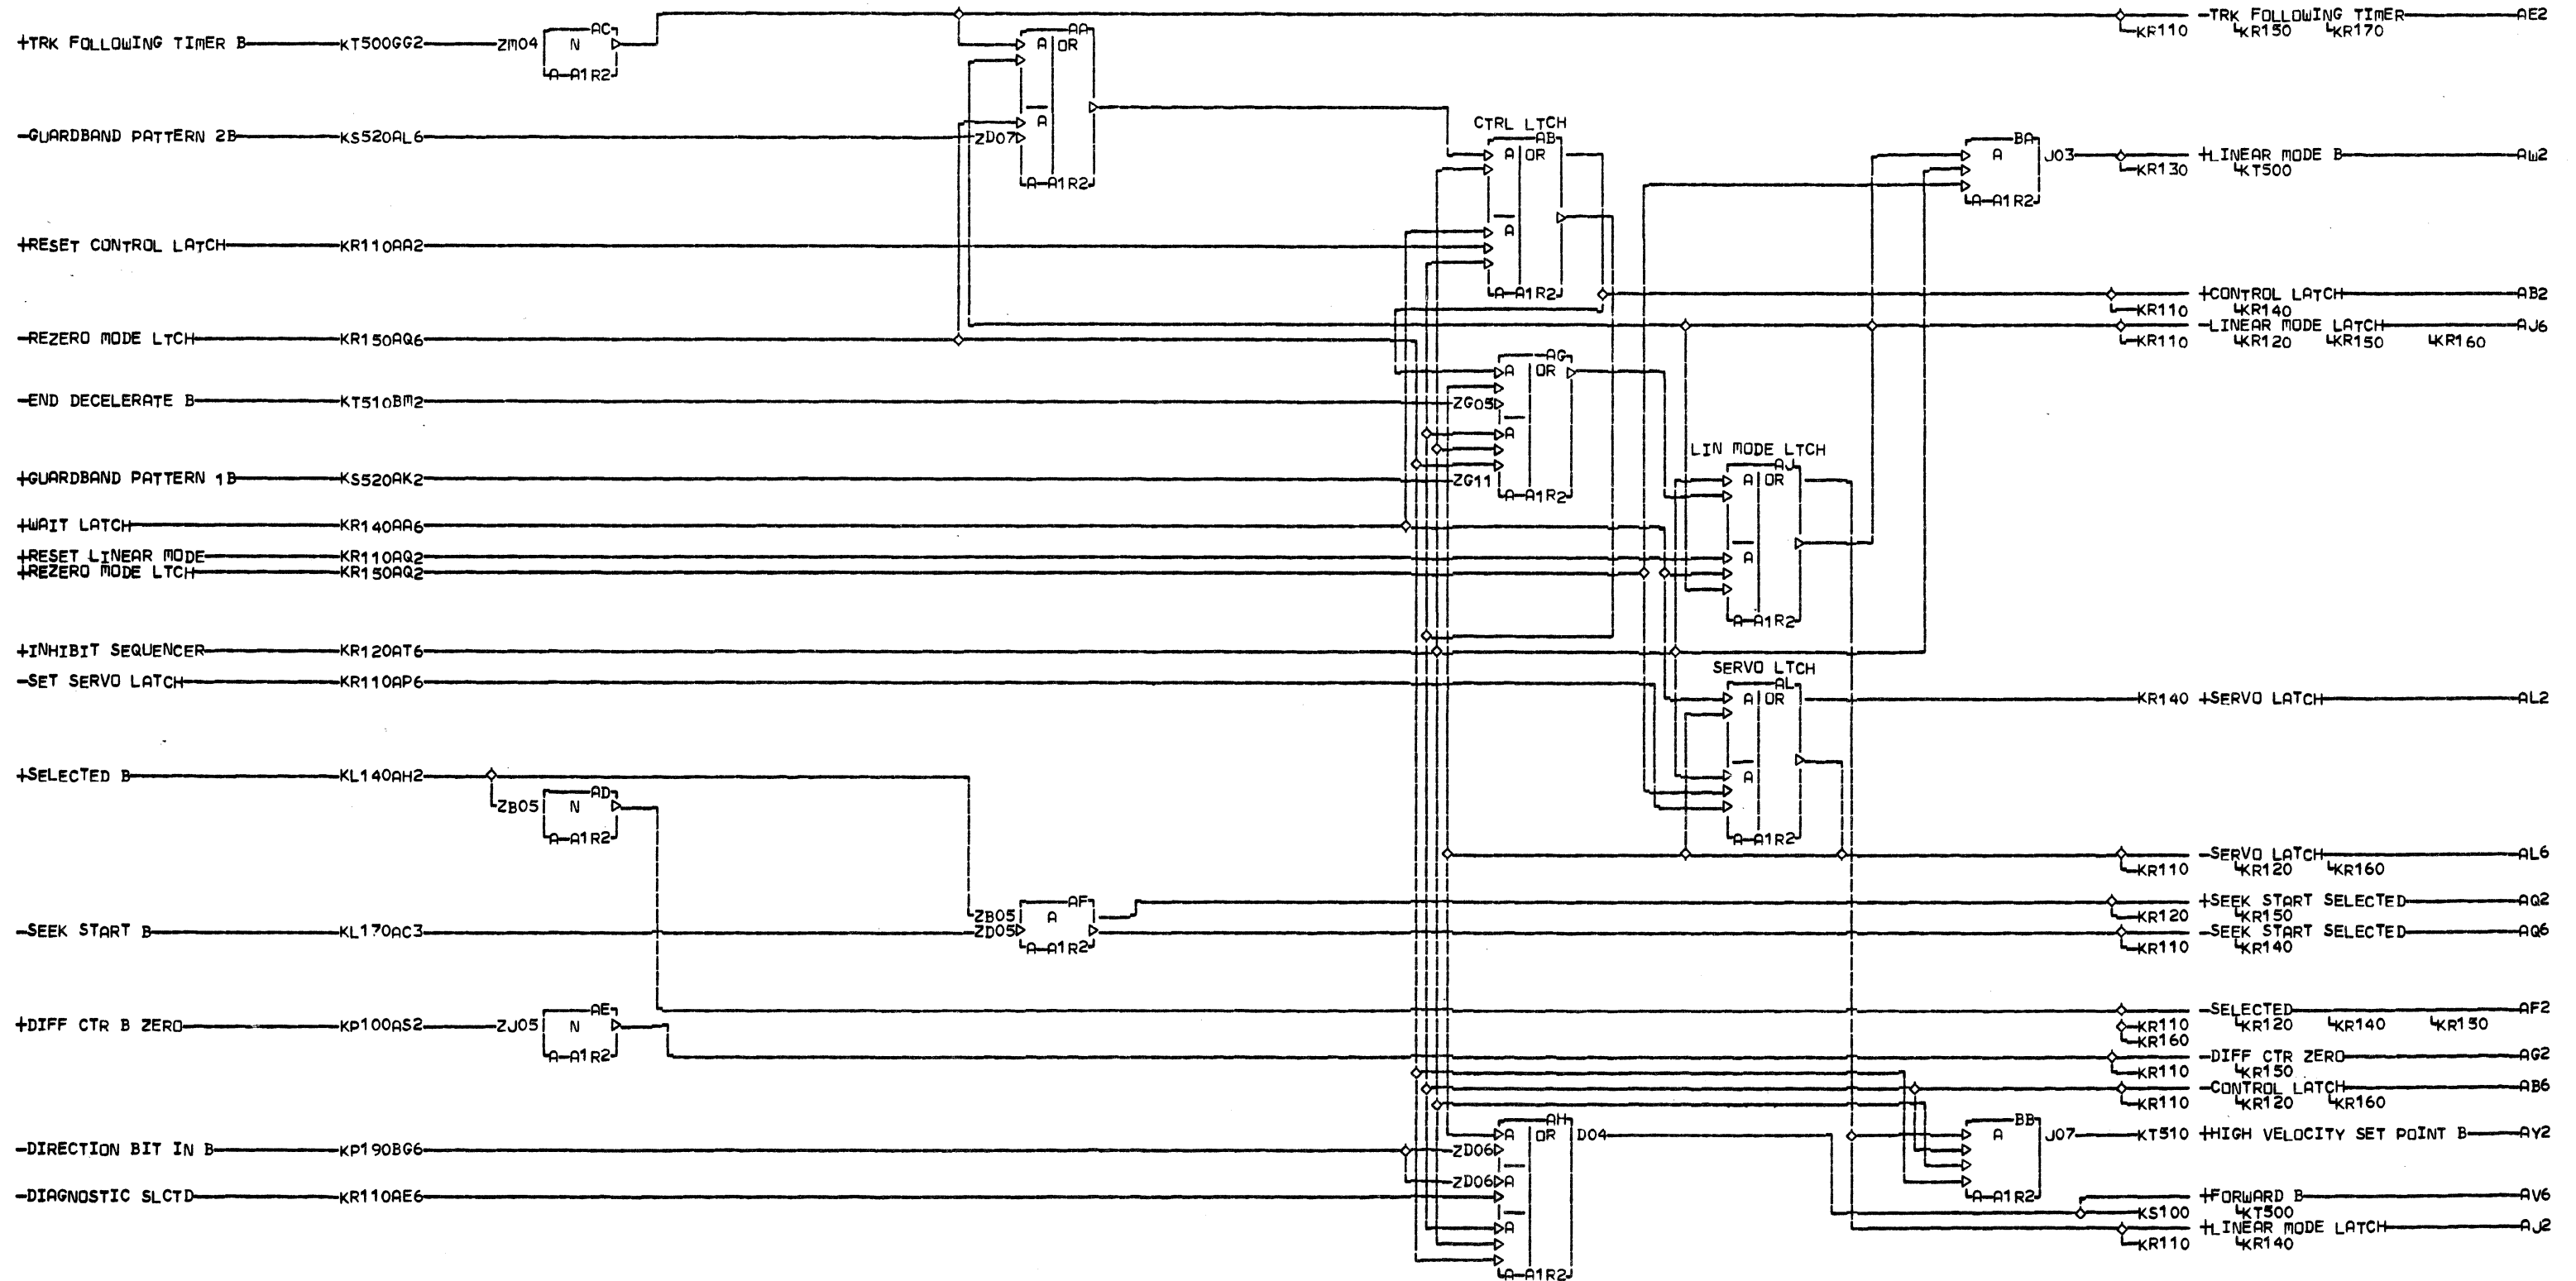 +TRK FOLLOWING TIMER B KT500GG2 ZM04
AC
N
A-A1R2
AA
A OR
A
ZD07
A-A1R2
-GUARDBAND PATTERN 2B KS520AL6
+RESET CONTROL LATCH KR110AA2
-REZERO MODE LTCH KR150AQ6
-END DECELERATE B KT510BM2
+GUARDBAND PATTERN 1B KS520AK2
+WAIT LATCH KR140AA6
+RESET LINEAR MODE KR110AQ2
+REZERO MODE LTCH KR150AQ2
+INHIBIT SEQUENCER KR120AT6
-SET SERVO LATCH KR110AP6
+SELECTED B KL140AH2
ZB05
AD
N
A-A1R2
-SEEK START B KL170AC3
ZB05
ZD05
AF
A
A-A1R2
+DIFF CTR B ZERO KP100AS2 ZJ05
AE
N
A-A1R2
-DIRECTION BIT IN B KP190BG6
-DIAGNOSTIC SLCTD KR110AE6
CTRL LTCH
AB
A OR
A
A-A1R2
AG
A OR
ZG05
A
ZG11
A-A1R2
LIN MODE LTCH
AJ
A OR
A
A-A1R2
SERVO LTCH
AL
A OR
A
A-A1R2
AH
A OR D04
ZD06
ZD06 A
A
A-A1R2
BA
A J03
A-A1R2
BB
A J07
A-A1R2
-TRK FOLLOWING TIMER AE2
KR110 KR150 KR170
+LINEAR MODE B AW2
KR130 KT500
+CONTROL LATCH AB2
KR110 KR140
-LINEAR MODE LATCH AJ6
KR110 KR120 KR150 KR160
KR140 +SERVO LATCH AL2
-SERVO LATCH AL6
KR110 KR120 KR160
+SEEK START SELECTED AQ2
KR120 KR150
-SEEK START SELECTED AQ6
KR110 KR140
-SELECTED AF2
KR110 KR120 KR140 KR150
KR160
-DIFF CTR ZERO AG2
KR110 KR150
-CONTROL LATCH AB6
KR110 KR120 KR160
KT510 +HIGH VELOCITY SET POINT B AY2
+FORWARD B AV6
KS100 KT500
+LINEAR MODE LATCH AJ2
KR110 KR140